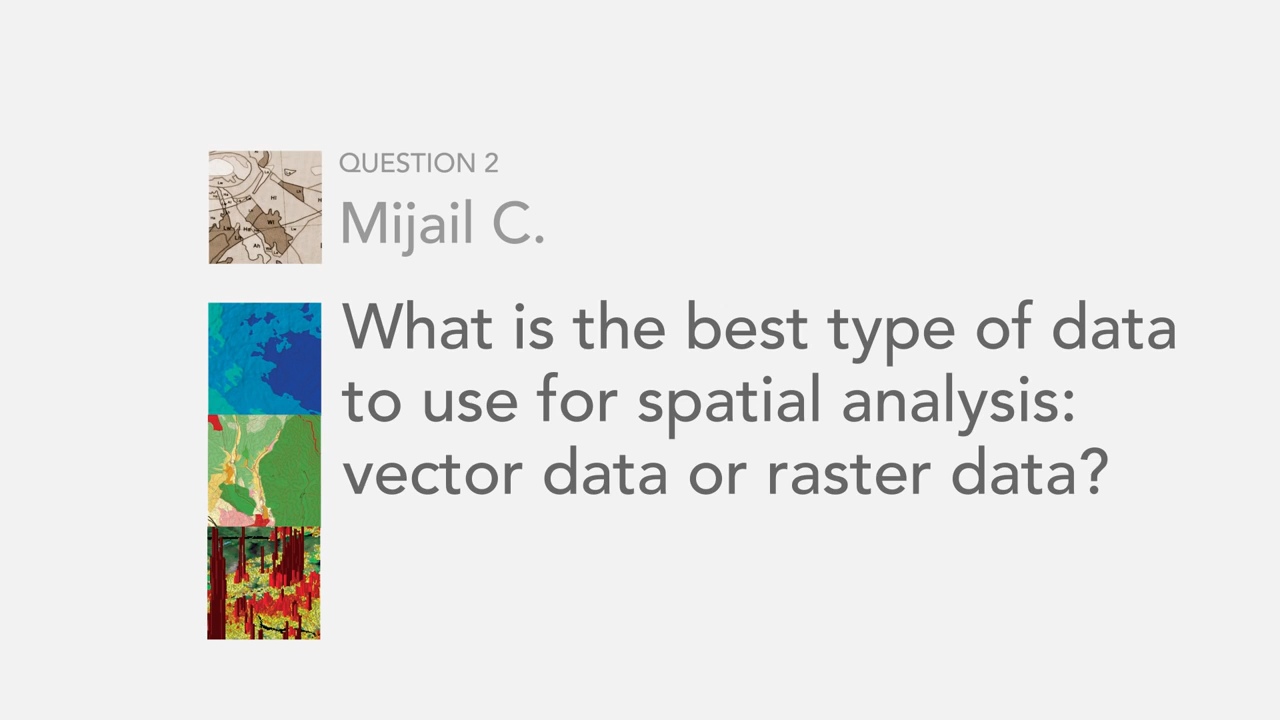 QUESTION 2
Mijail C.
What is the best type of data
to use for spatial analysis:
vector data or raster data?